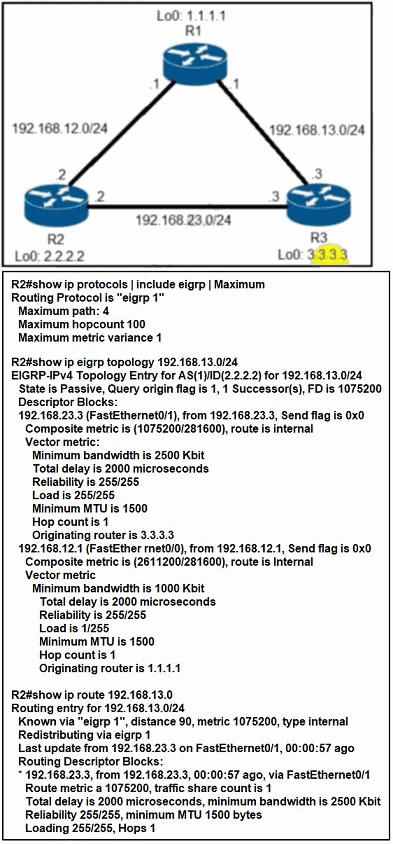 Lo0: 1.1.1.1
R1
.1
.1
192.168.12.0/24
192.168.13.0/24
.2
.3
.2
.3
192.168.23.0/24
R2
R3
Lo0: 2.2.2.2
Lo0: 3.3.3.3
R2#show ip protocols | include eigrp | Maximum
Routing Protocol is "eigrp 1"
Maximum path: 4
Maximum hopcount 100
Maximum metric variance 1
R2#show ip eigrp topology 192.168.13.0/24
EIGRP-IPv4 Topology Entry for AS(1)/ID(2.2.2.2) for 192.168.13.0/24
State is Passive, Query origin flag is 1, 1 Successor(s), FD is 1075200
Descriptor Blocks:
192.168.23.3 (FastEthernet0/1), from 192.168.23.3, Send flag is 0x0
Composite metric is (1075200/281600), route is internal
Vector metric:
Minimum bandwidth is 2500 Kbit
Total delay is 2000 microseconds
Reliability is 255/255
Load is 255/255
Minimum MTU is 1500
Hop count is 1
Originating router is 3.3.3.3
192.168.12.1 (FastEther rnet0/0), from 192.168.12.1, Send flag is 0x0
Composite metric is (2611200/281600), route is Internal
Vector metric
Minimum bandwidth is 1000 Kbit
Total delay is 2000 microseconds
Reliability is 255/255
Load is 1/255
Minimum MTU is 1500
Hop count is 1
Originating router is 1.1.1.1
R2#show ip route 192.168.13.0
Routing entry for 192.168.13.0/24
Known via "eigrp 1", distance 90, metric 1075200, type internal
Redistributing via eigrp 1
Last update from 192.168.23.3 on FastEthernet0/1, 00:00:57 ago
Routing Descriptor Blocks:
* 192.168.23.3, from 192.168.23.3, 00:00:57 ago, via FastEthernet0/1
Route metric a 1075200, traffic share count is 1
Total delay is 2000 microseconds, minimum bandwidth is 2500 Kbit
Reliability 255/255, minimum MTU 1500 bytes
Loading 255/255, Hops 1